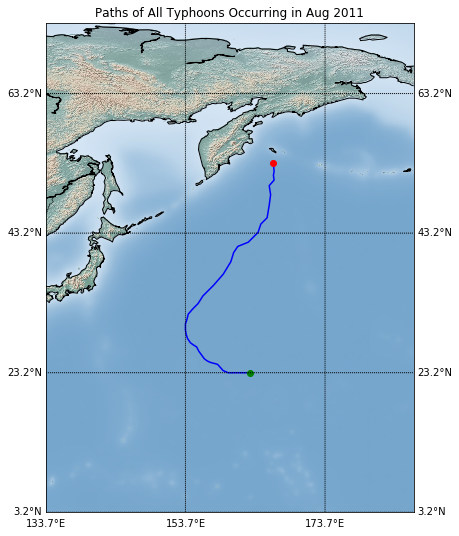 Paths of All Typhoons Occurring in Aug 2011
63.2°N 63.2°N
43.2°N 43.2°N
23.2°N 23.2°N
3.2°N 3.2°N
133.7°E 153.7°E 173.7°E